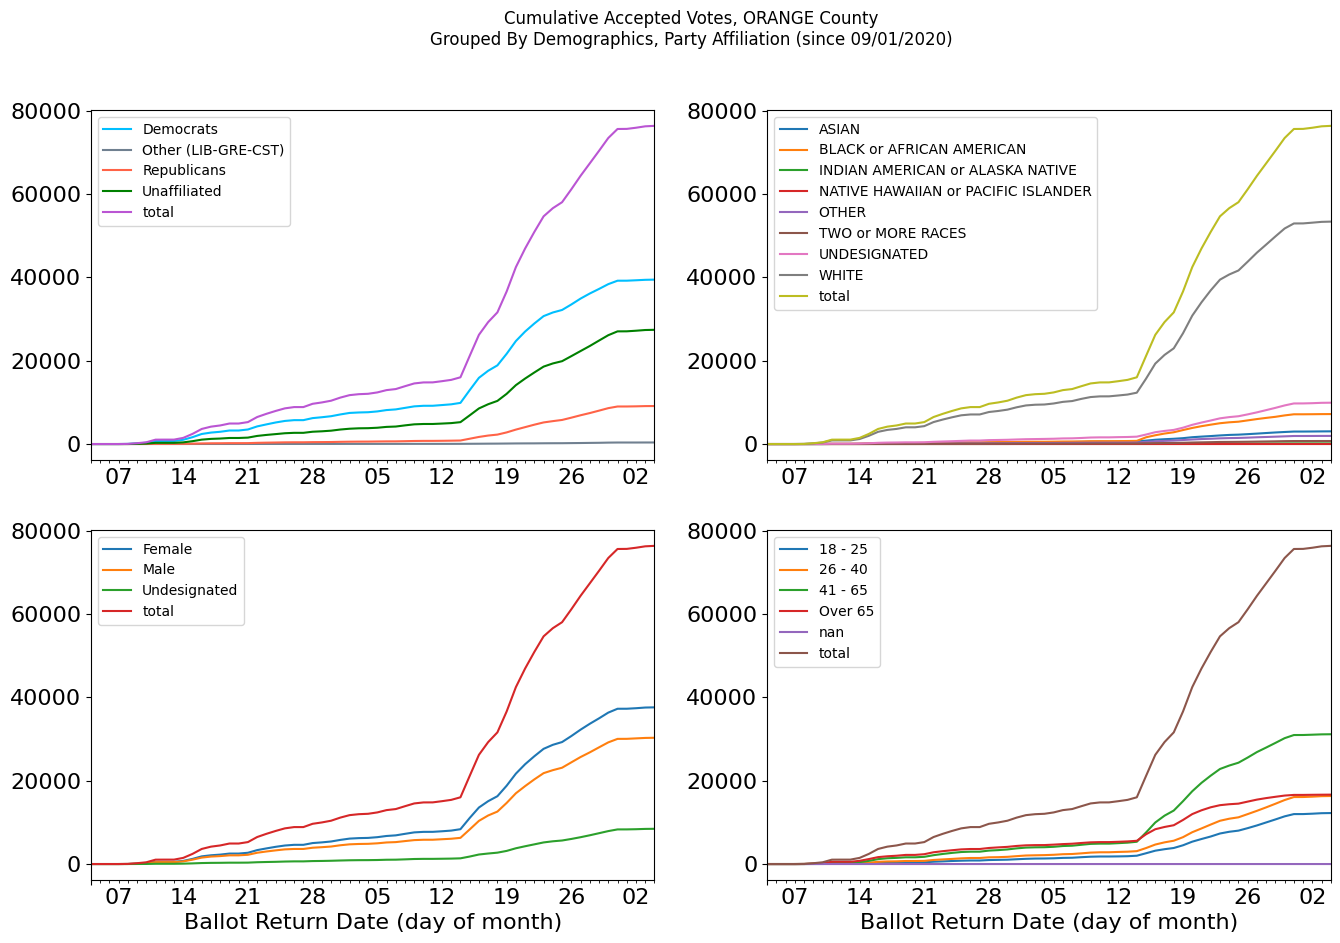 Cumulative Accepted Votes, ORANGE County
Grouped By Demographics, Party Affiliation (since 09/01/2020)
80000
60000
40000
20000
0
Democrats
Other (LIB-GRE-CST)
Republicans
Unaffiliated
total
07 14 21 28 05 12 19 26 02
80000
60000
40000
20000
0
ASIAN
BLACK or AFRICAN AMERICAN
INDIAN AMERICAN or ALASKA NATIVE
NATIVE HAWAIIAN or PACIFIC ISLANDER
OTHER
TWO or MORE RACES
UNDESIGNATED
WHITE
total
07 14 21 28 05 12 19 26 02
80000
60000
40000
20000
0
Female
Male
Undesignated
total
07 14 21 28 05 12 19 26 02
Ballot Return Date (day of month)
80000
60000
40000
20000
0
18 - 25
26 - 40
41 - 65
Over 65
nan
total
07 14 21 28 05 12 19 26 02
Ballot Return Date (day of month)